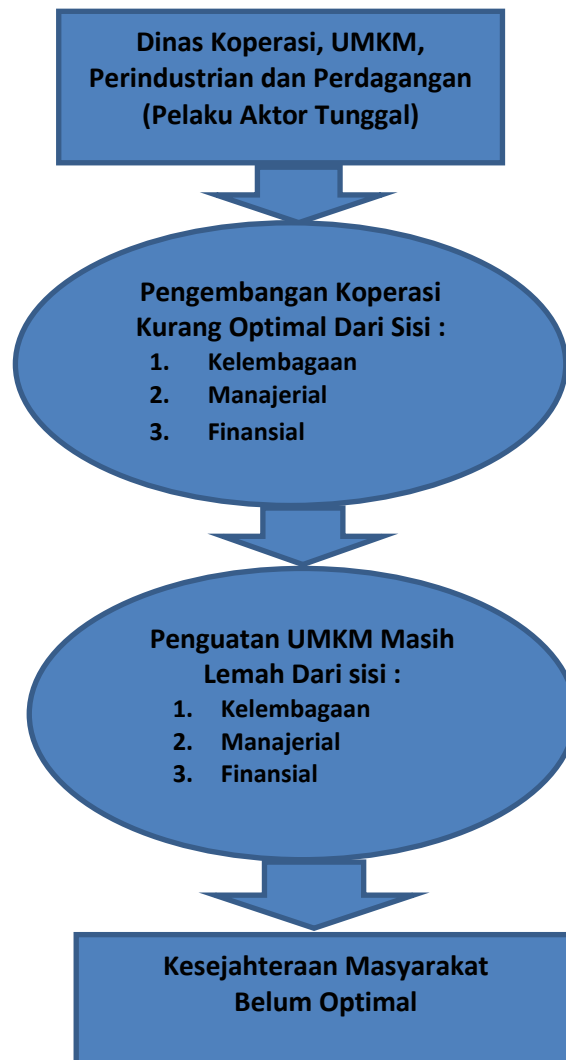 Dinas Koperasi, UMKM,
Perindustrian dan Perdagangan
(Pelaku Aktor Tunggal)
Pengembangan Koperasi
Kurang Optimal Dari Sisi :
1. Kelembagaan
2. Manajerial
3. Finansial
Penguatan UMKM Masih
Lemah Dari sisi :
1. Kelembagaan
2. Manajerial
3. Finansial
Kesejahteraan Masyarakat
Belum Optimal